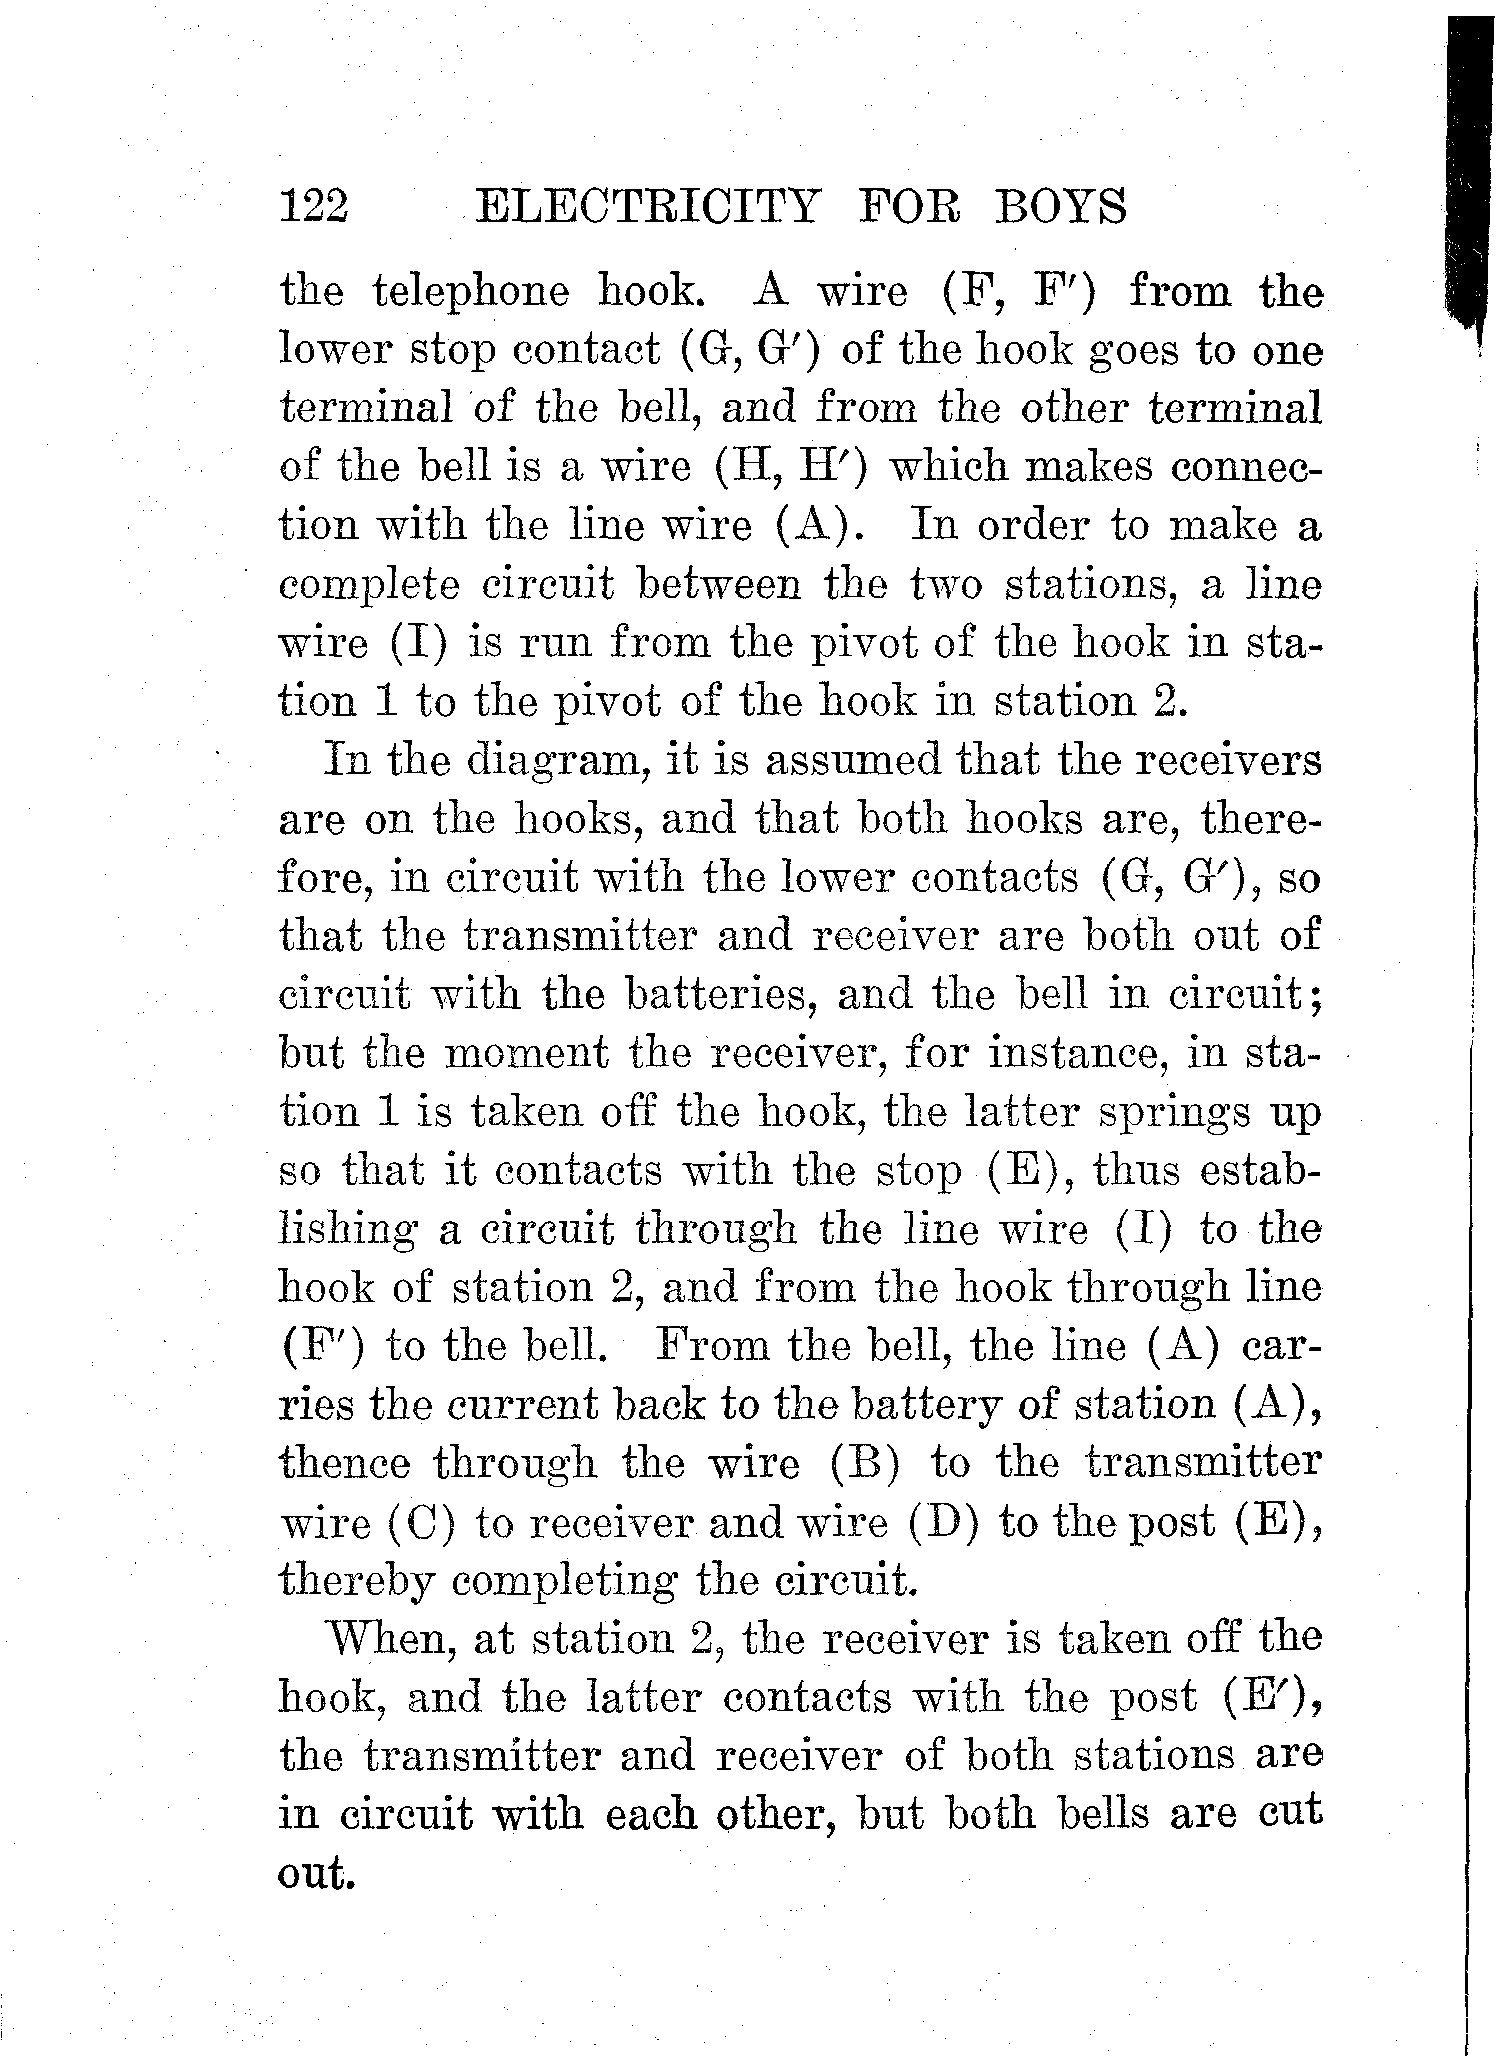 122 ELECTRICITY FOR BOYS
the telephone hook. A wire (F, F′) from the
lower stop contact (G, G′) of the hook goes to one
terminal of the bell, and from the other terminal
of the bell is a wire (H, H′) which makes connec-
tion with the line wire (A). In order to make a
complete circuit between the two stations, a line
wire (I) is run from the pivot of the hook in sta-
tion 1 to the pivot of the hook in station 2.
In the diagram, it is assumed that the receivers
are on the hooks, and that both hooks are, there-
fore, in circuit with the lower contacts (G, G′), so
that the transmitter and receiver are both out of
circuit with the batteries, and the bell in circuit;
but the moment the receiver, for instance, in sta-
tion 1 is taken off the hook, the latter springs up
so that it contacts with the stop (E), thus estab-
lishing a circuit through the line wire (I) to the
hook of station 2, and from the hook through line
(F′) to the bell. From the bell, the line (A) car-
ries the current back to the battery of station (A),
thence through the wire (B) to the transmitter
wire (C) to receiver and wire (D) to the post (E),
thereby completing the circuit.
When, at station 2, the receiver is taken off the
hook, and the latter contacts with the post (E′),
the transmitter and receiver of both stations are
in circuit with each other, but both bells are cut
out.